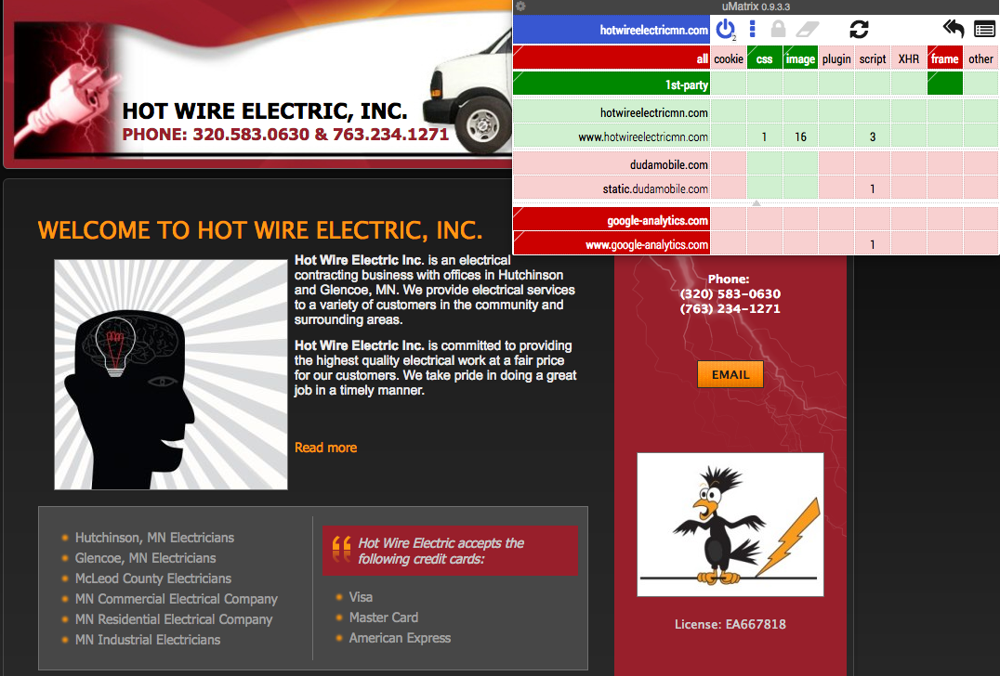 uMatrix 0.9.3.3
hotwireelectricmn.com
2
all cookie css image plugin script XHR frame other
1st-party
hotwireelectricmn.com
www.hotwireelectricmn.com 1 16 3
dudamobile.com
static.dudamobile.com 1
google-analytics.com
www.google-analytics.com 1
HOT WIRE ELECTRIC, INC.
PHONE: 320.583.0630 & 763.234.1271
WELCOME TO HOT WIRE ELECTRIC, INC.
Hot Wire Electric Inc. is an electrical
contracting business with offices in Hutchinson
and Glencoe, MN. We provide electrical services
to a variety of customers in the community and
surrounding areas.
Hot Wire Electric Inc. is committed to providing
the highest quality electrical work at a fair price
for our customers. We take pride in doing a great
job in a timely manner.
Read more
Hutchinson, MN Electricians
Glencoe, MN Electricians
McLeod County Electricians
MN Commercial Electrical Company
MN Residential Electrical Company
MN Industrial Electricians
Hot Wire Electric accepts the
following credit cards:
Visa
Master Card
American Express
Phone:
(320) 583-0630
(763) 234-1271
EMAIL
License: EA667818